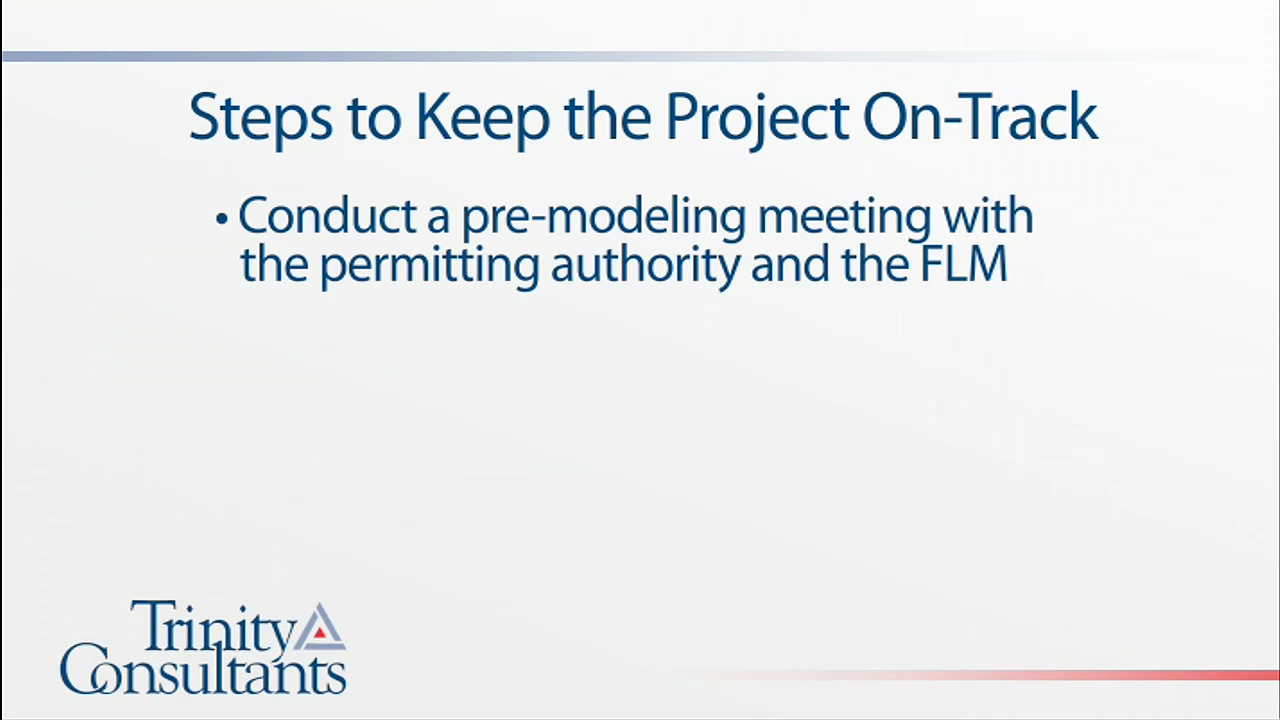 Steps to Keep the Project On-Track
• Conduct a pre-modeling meeting with
the permitting authority and the FLM
Trinity
Consultants